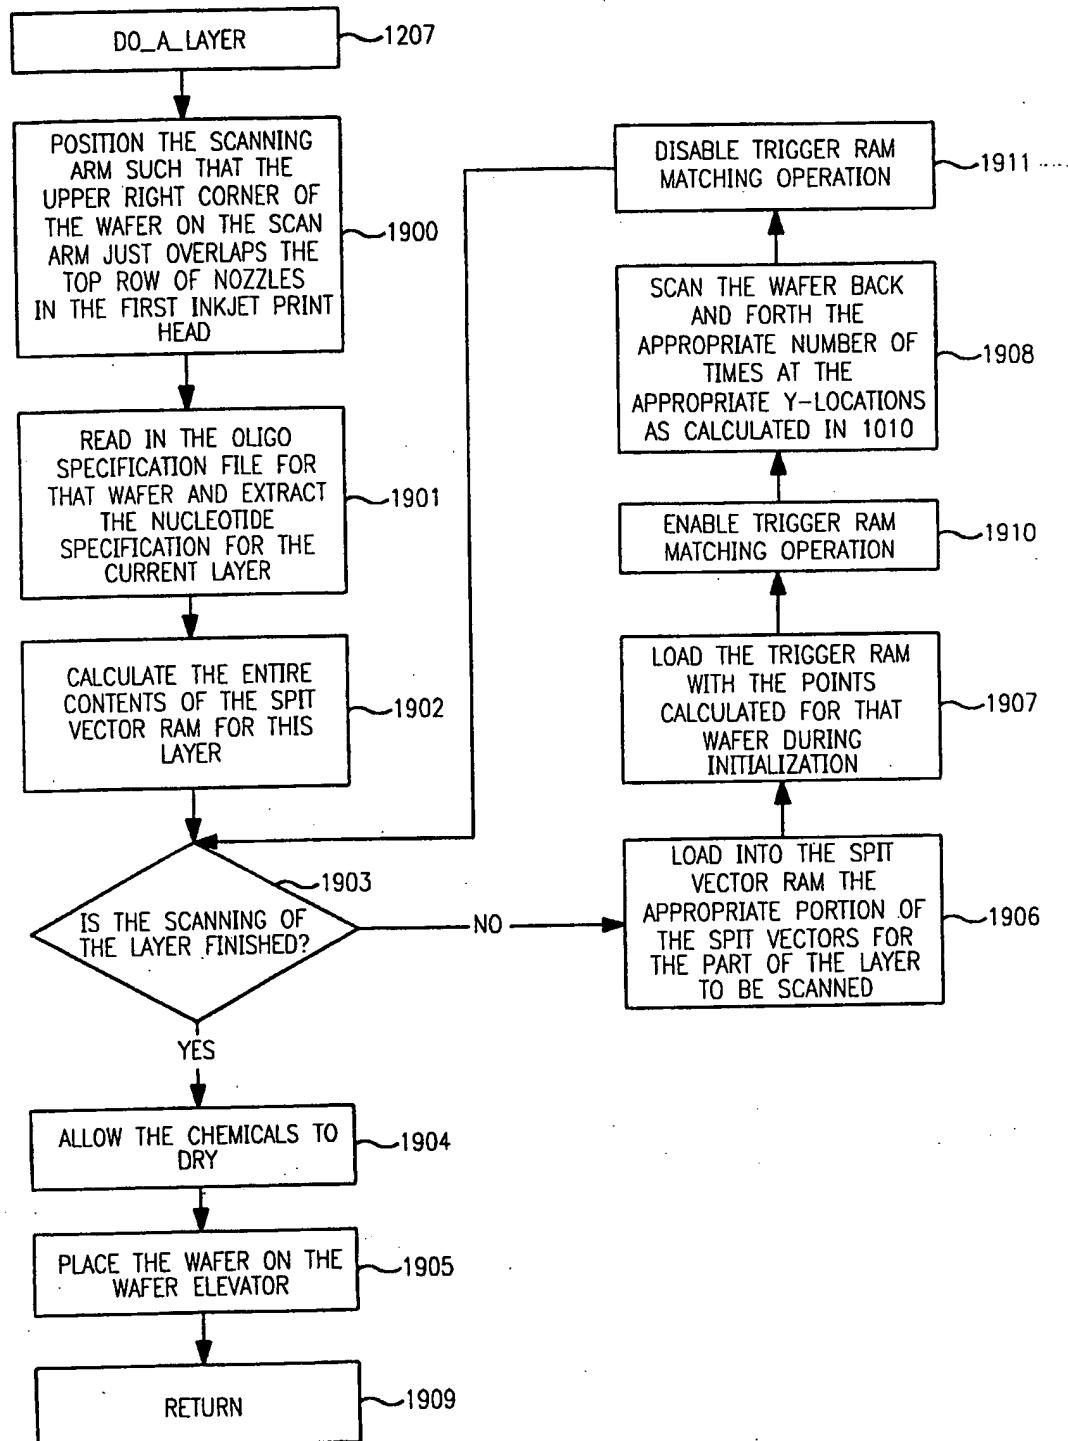 DO_A_LAYER
1207
POSITION THE SCANNING
ARM SUCH THAT THE
UPPER RIGHT CORNER OF
THE WAFER ON THE SCAN
ARM JUST OVERLAPS THE
TOP ROW OF NOZZLES
IN THE FIRST INKJET PRINT
HEAD
1900
READ IN THE OLIGO
SPECIFICATION FILE FOR
THAT WAFER AND EXTRACT
THE NUCLEOTIDE
SPECIFICATION FOR THE
CURRENT LAYER
1901
CALCULATE THE ENTIRE
CONTENTS OF THE SPIT
VECTOR RAM FOR THIS
LAYER
1902
IS THE SCANNING OF
THE LAYER FINISHED?
1903
NO
YES
ALLOW THE CHEMICALS TO
DRY
1904
PLACE THE WAFER ON THE
WAFER ELEVATOR
1905
RETURN
1909
DISABLE TRIGGER RAM
MATCHING OPERATION
1911
SCAN THE WAFER BACK
AND FORTH THE
APPROPRIATE NUMBER OF
TIMES AT THE
APPROPRIATE Y-LOCATIONS
AS CALCULATED IN 1010
1908
ENABLE TRIGGER RAM
MATCHING OPERATION
1910
LOAD THE TRIGGER RAM
WITH THE POINTS
CALCULATED FOR THAT
WAFER DURING
INITIALIZATION
1907
LOAD INTO THE SPIT
VECTOR RAM THE
APPROPRIATE PORTION OF
THE SPIT VECTORS FOR
THE PART OF THE LAYER
TO BE SCANNED
1906